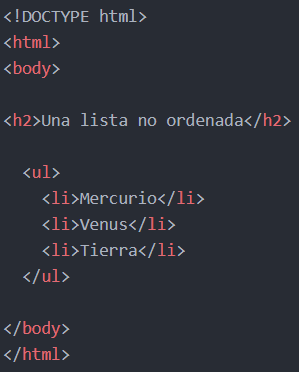 <!DOCTYPE html>
<html>
<body>
<h2>Una lista no ordenada</h2>
<ul>
<li>Mercurio</li>
<li>Venus</li>
<li>Tierra</li>
</ul>
</body>
</html>